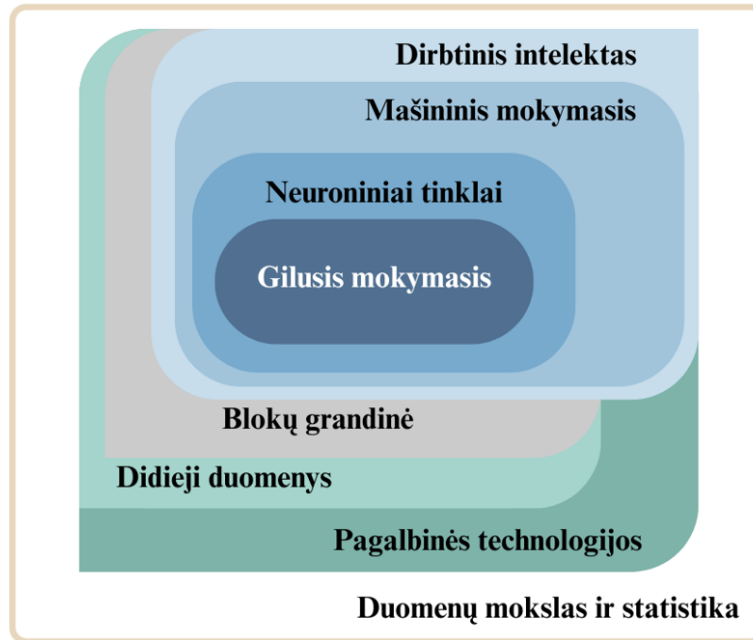 Dirbtinis intelektas
Mašininis mokymasis
Neuroniniai tinklai
Gilusis mokymasis
Blokų grandinė
Didieji duomenys
Pagalbinės technologijos
Duomenų mokslas ir statistika